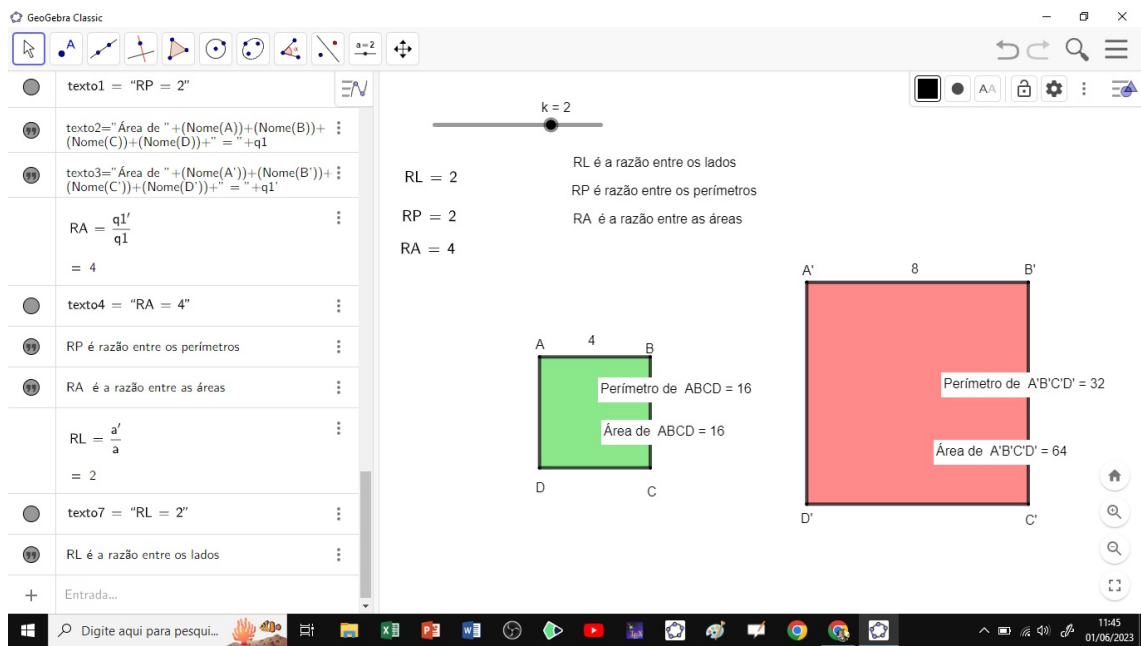 GeoGebra Classic
A
a=2
AA
texto1 = “RP = 2”
texto2="Área de "+(Nome(A))+(Nome(B))+
(Nome(C))+(Nome(D))+" = "+q1
texto3="Área de "+(Nome(A'))+(Nome(B'))+
(Nome(C'))+(Nome(D'))+" = "+q1'
RA = q1′
q1
= 4
texto4 = “RA = 4”
RP é razão entre os perímetros
RA é a razão entre as áreas
RL = a′
a
= 2
texto7 = “RL = 2”
RL é a razão entre os lados
Entrada...
k = 2
RL = 2
RP = 2
RA = 4
RL é a razão entre os lados
RP é razão entre os perímetros
RA é a razão entre as áreas
A
4
B
Perímetro de ABCD = 16
Área de ABCD = 16
D
C
A'
8
B'
Perímetro de A'B'C'D' = 32
Área de A'B'C'D' = 64
D'
C'
Digite aqui para pesqui...
11:45
01/06/2023